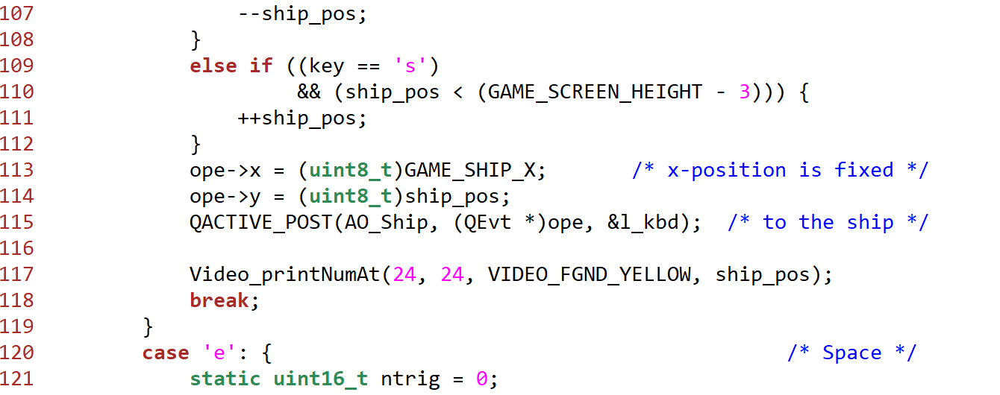 107                 --ship_pos;
108             }
109             else if ((key == 's')
110                      && (ship_pos < (GAME_SCREEN_HEIGHT - 3))) {
111                 ++ship_pos;
112             }
113             ope->x = (uint8_t)GAME_SHIP_X;       /* x-position is fixed */
114             ope->y = (uint8_t)ship_pos;
115             QACTIVE_POST(AO_Ship, (QEvt *)ope, &l_kbd);  /* to the ship */
116
117             Video_printNumAt(24, 24, VIDEO_FGND_YELLOW, ship_pos);
118             break;
119         }
120         case 'e': {                                           /* Space */
121             static uint16_t ntrig = 0;